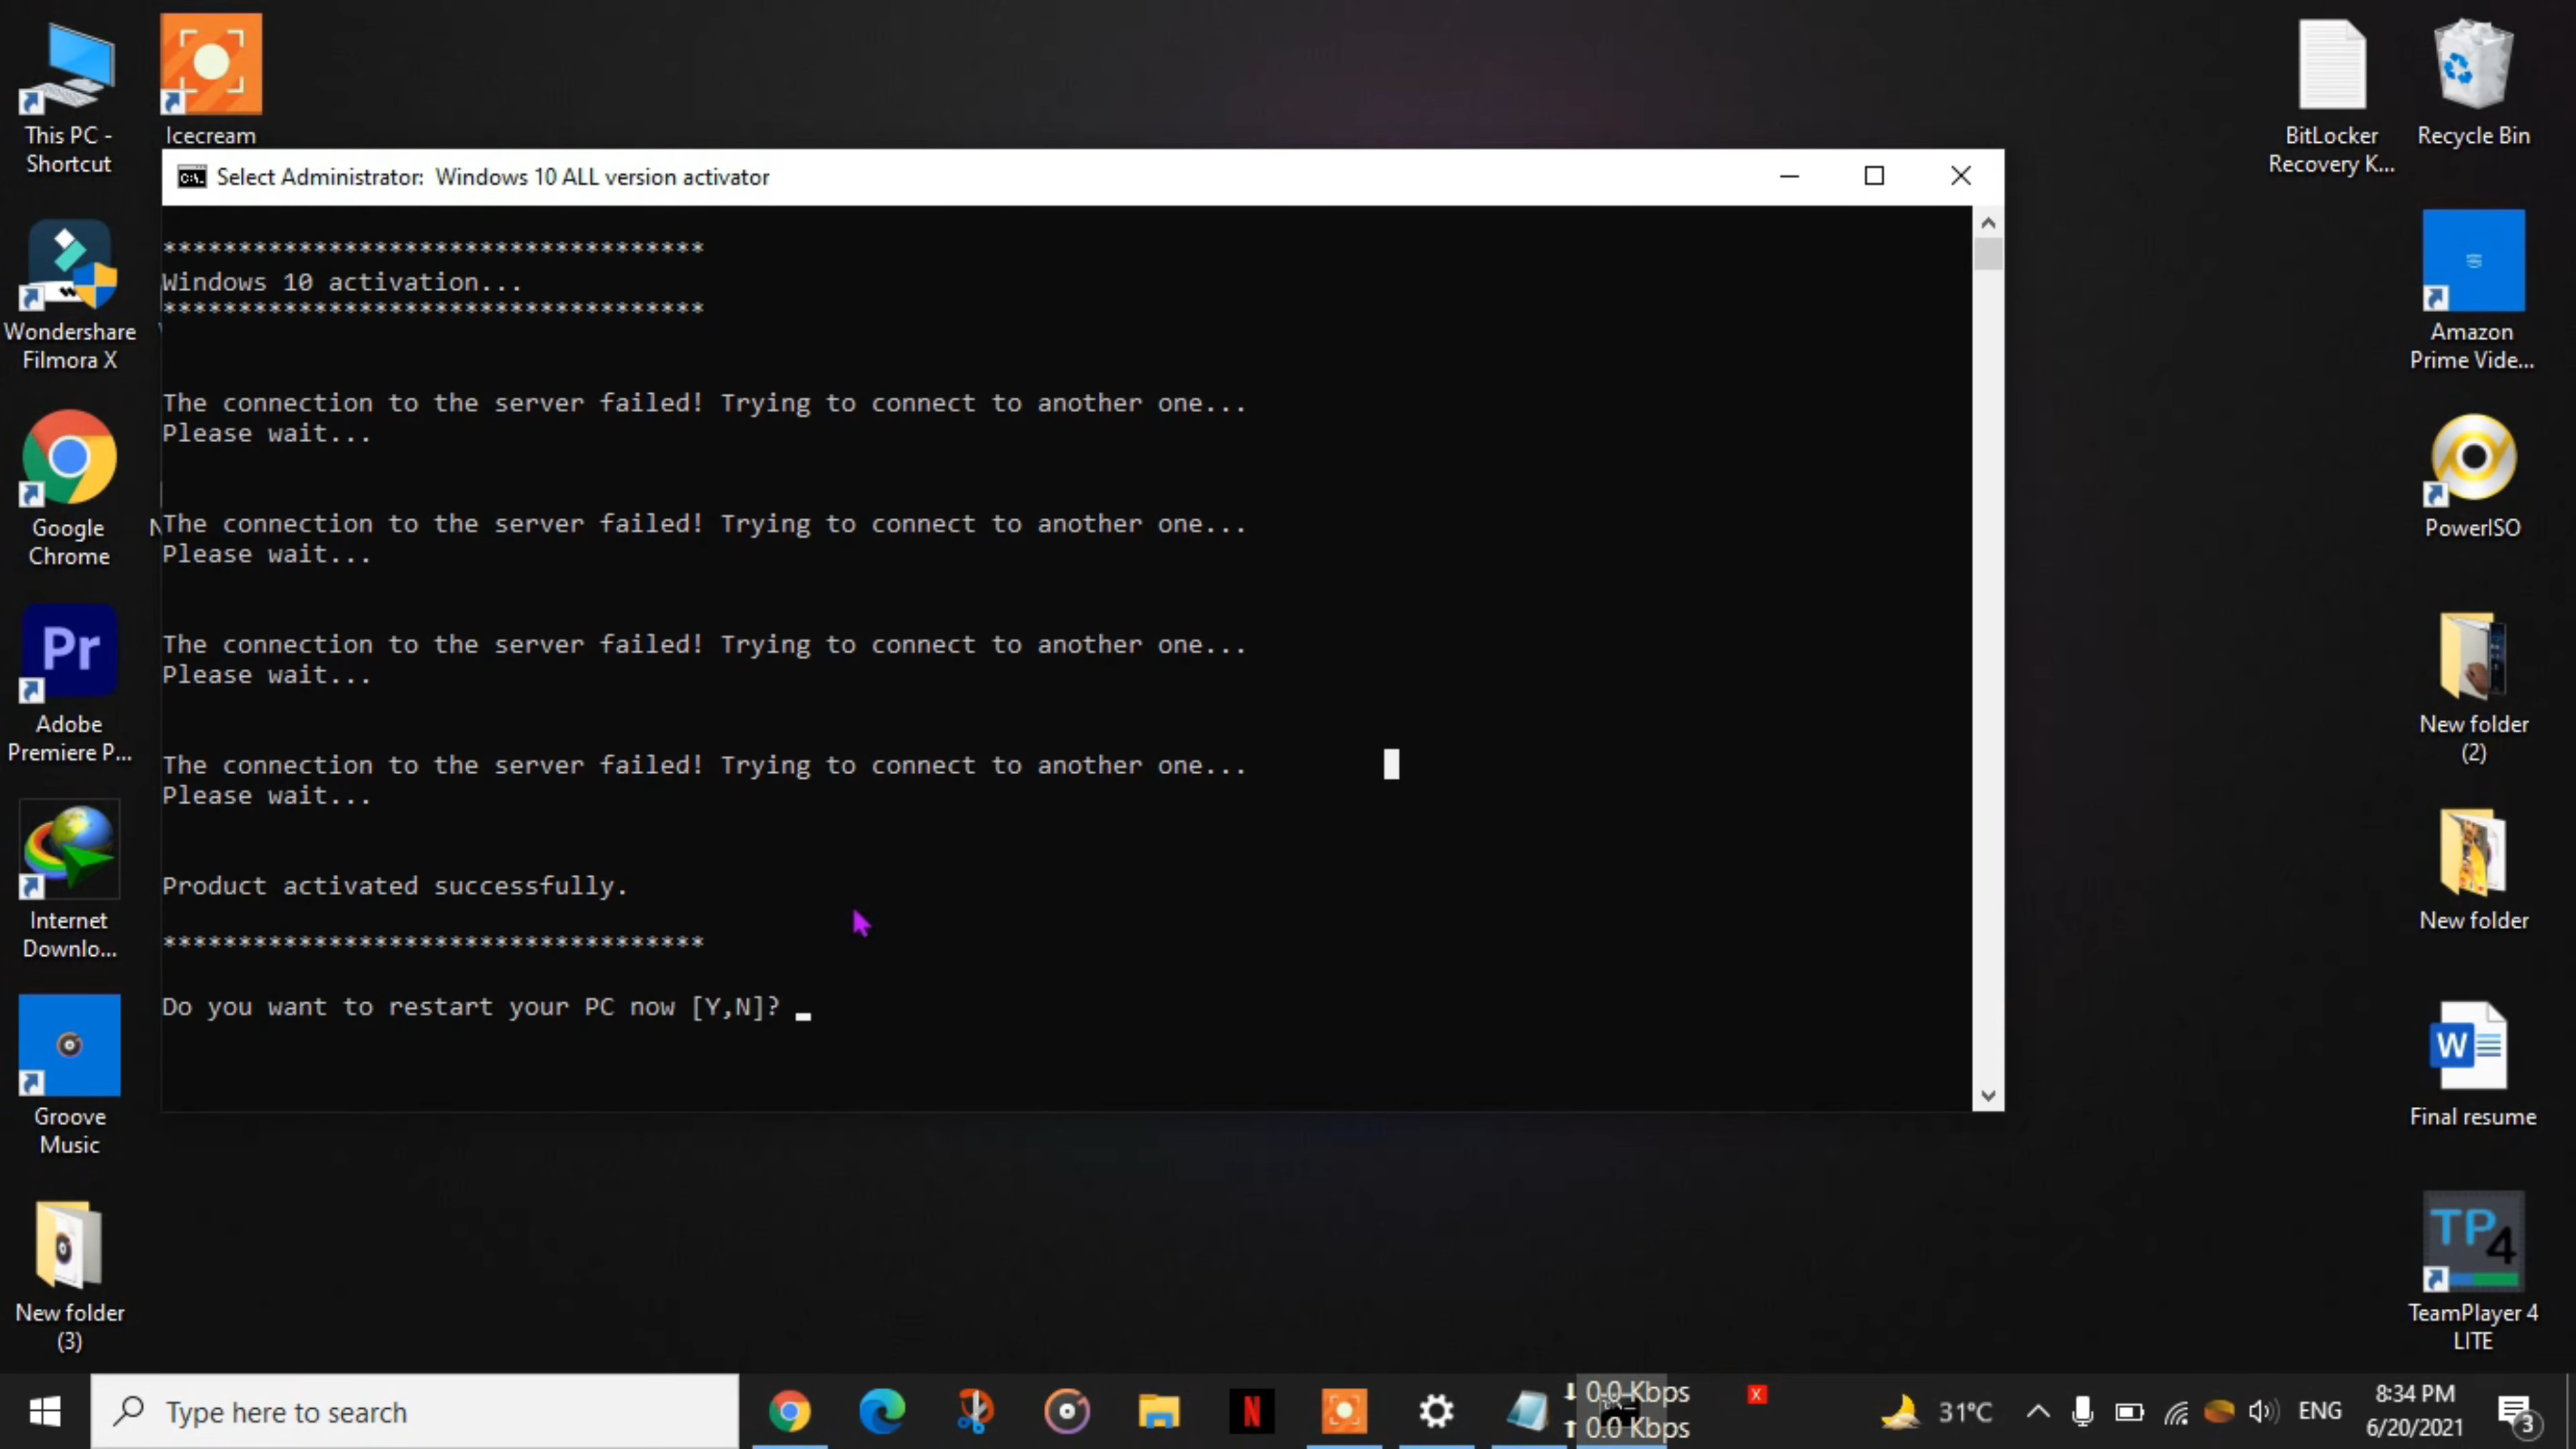 This PC -
Shortcut
Icecream
BitLocker
Recovery K...
Recycle Bin
Select Administrator:  Windows 10 ALL version activator
************************************
Windows 10 activation...
************************************
The connection to the server failed! Trying to connect to another one...
Please wait...
The connection to the server failed! Trying to connect to another one...
Please wait...
The connection to the server failed! Trying to connect to another one...
Please wait...
The connection to the server failed! Trying to connect to another one...
Please wait...
Product activated successfully.
************************************
Do you want to restart your PC now [Y,N]?
Wondershare
Filmora X
Google
Chrome
N
Pr
Adobe
Premiere P...
Internet
Downlo...
Groove
Music
New folder
(3)
Amazon
Prime Vide...
PowerISO
New folder
(2)
New folder
W
Final resume
TP4
TeamPlayer 4
LITE
Type here to search
N
0.0 Kbps
0.0 Kbps
x
31°C
ENG
8:34 PM
6/20/2021
3